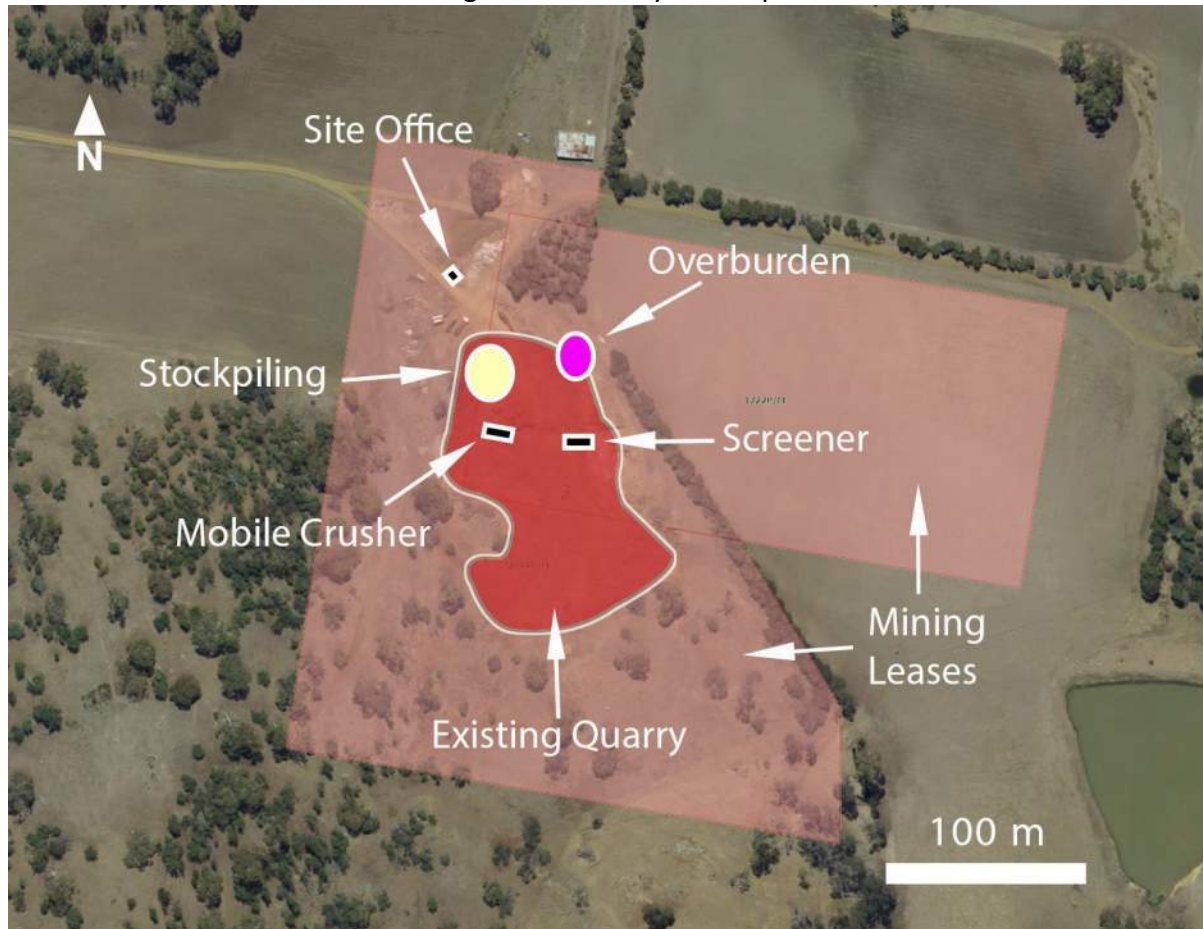 N
Site Office
Overburden
Stockpiling
Screener
Mobile Crusher
Mining
Leases
Existing Quarry
100 m